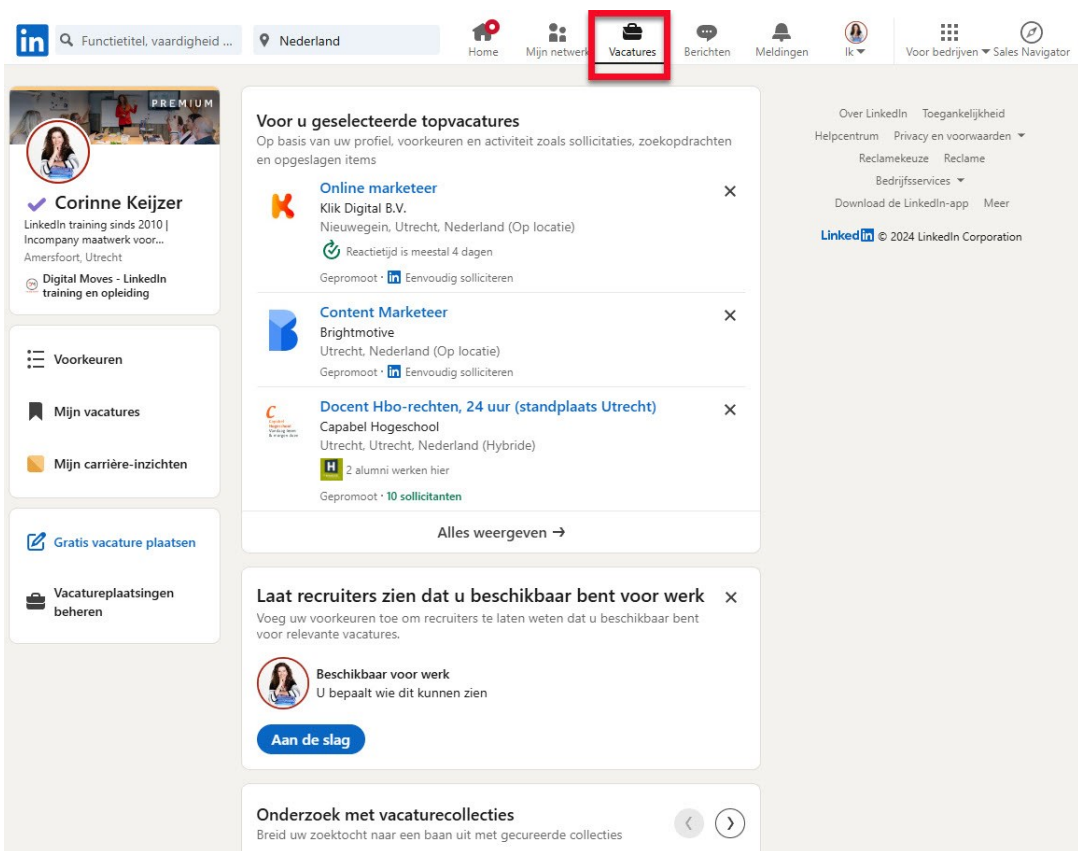 in
Functietitel, vaardigheid ...
Nederland
Home
Mijn netwerk
Vacatures
Berichten
Meldingen
Ik
Voor bedrijven
Sales Navigator
PREMIUM
Corinne Keijzer
LinkedIn training sinds 2010 |
Incompany maatwerk voor...
Amersfoort, Utrecht
Digital Moves - LinkedIn
training en opleiding
Voorkeuren
Mijn vacatures
Mijn carrière-inzichten
Gratis vacature plaatsen
Vacatureplaatsingen
beheren
Voor u geselecteerde topvacatures
Op basis van uw profiel, voorkeuren en activiteit zoals sollicitaties, zoekopdrachten
en opgeslagen items
Online marketeer
Klik Digital B.V.
Nieuwegein, Utrecht, Nederland (Op locatie)
Reactietijd is meestal 4 dagen
Gepromoot · in Eenvoudig solliciteren
Content Marketeer
Brightmotive
Utrecht, Nederland (Op locatie)
Gepromoot · in Eenvoudig solliciteren
Docent Hbo-rechten, 24 uur (standplaats Utrecht)
Capabel Hogeschool
Utrecht, Utrecht, Nederland (Hybride)
H
2 alumni werken hier
Gepromoot · 10 sollicitanten
Alles weergeven →
Laat recruiters zien dat u beschikbaar bent voor werk
Voeg uw voorkeuren toe om recruiters te laten weten dat u beschikbaar bent
voor relevante vacatures.
Beschikbaar voor werk
U bepaalt wie dit kunnen zien
Aan de slag
Onderzoek met vacaturecollecties
Breid uw zoektocht naar een baan uit met gecureerde collecties
Over LinkedIn Toegankelijkheid
Helpcentrum Privacy en voorwaarden
Reclamekeuze Reclame
Bedrijfsservices
Download de LinkedIn-app Meer
LinkedIn © 2024 LinkedIn Corporation